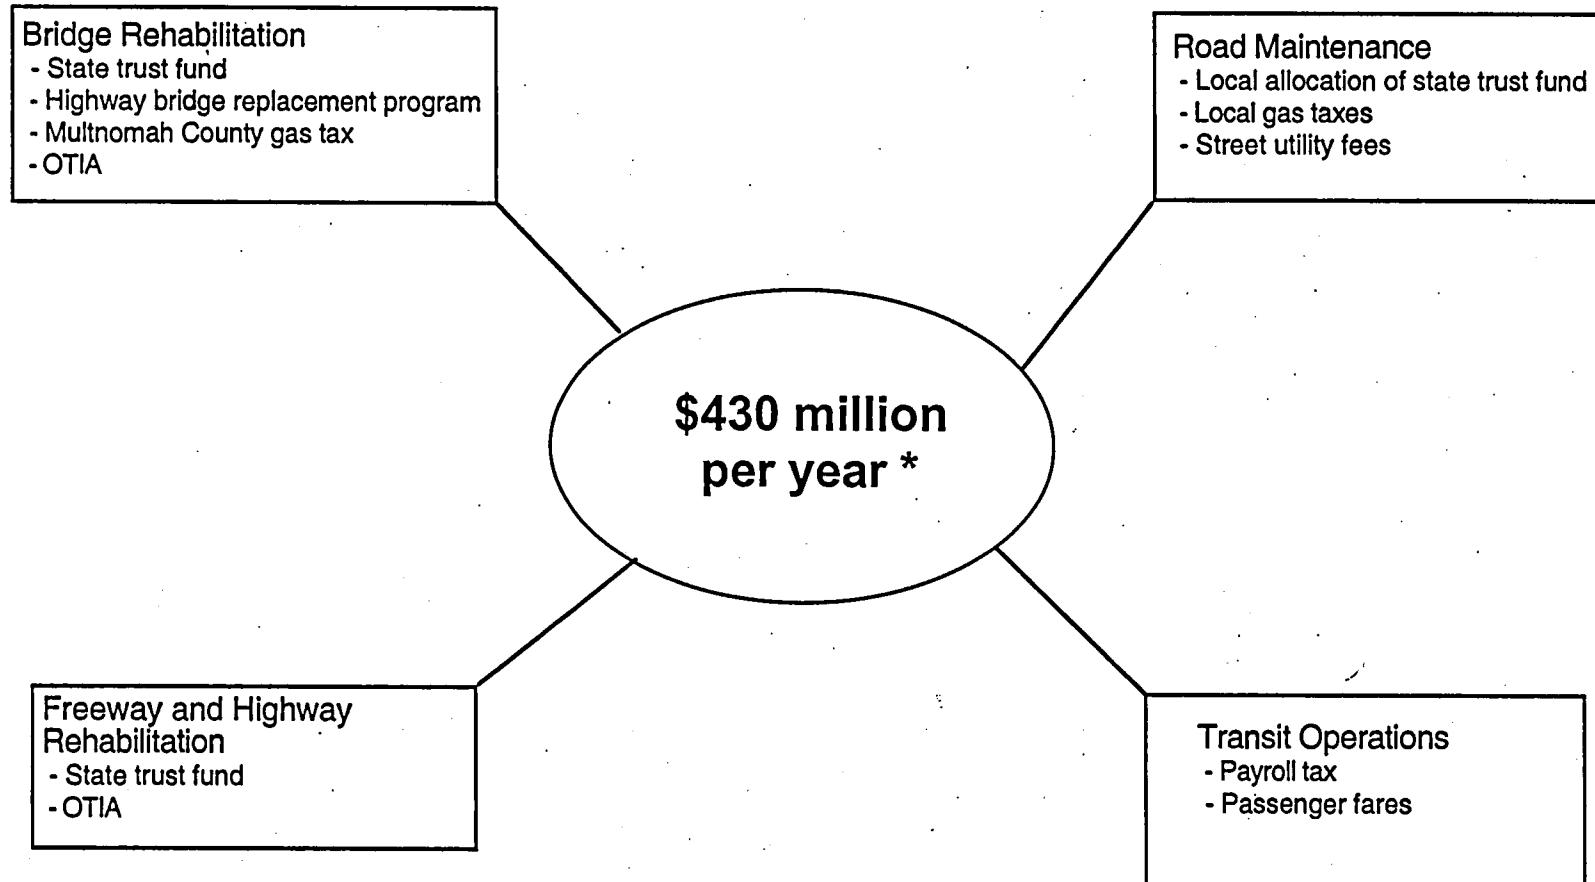 Bridge Rehabilitation
- State trust fund
- Highway bridge replacement program
- Multnomah County gas tax
- OTIA
Road Maintenance
- Local allocation of state trust fund
- Local gas taxes
- Street utility fees
$430 million
per year *
Freeway and Highway
Rehabilitation
- State trust fund
- OTIA
Transit Operations
- Payroll tax
- Passenger fares